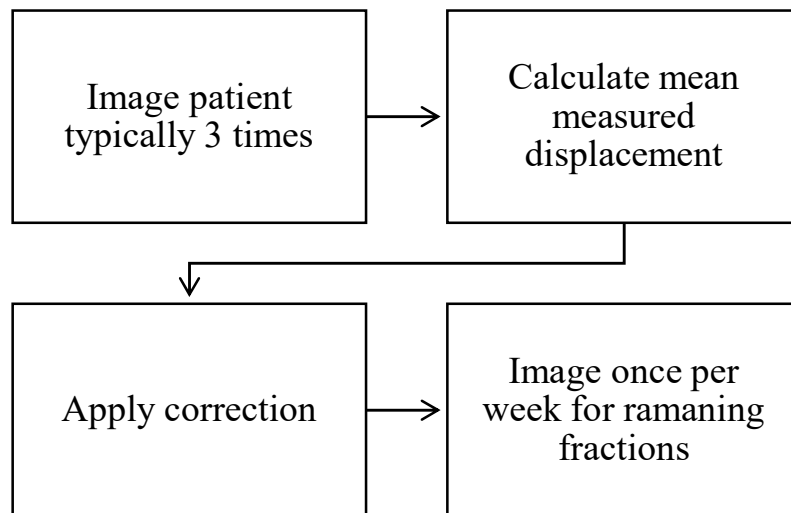 Image patient
typically 3 times
Calculate mean
measured
displacement
Apply correction
Image once per
week for ramaning
fractions